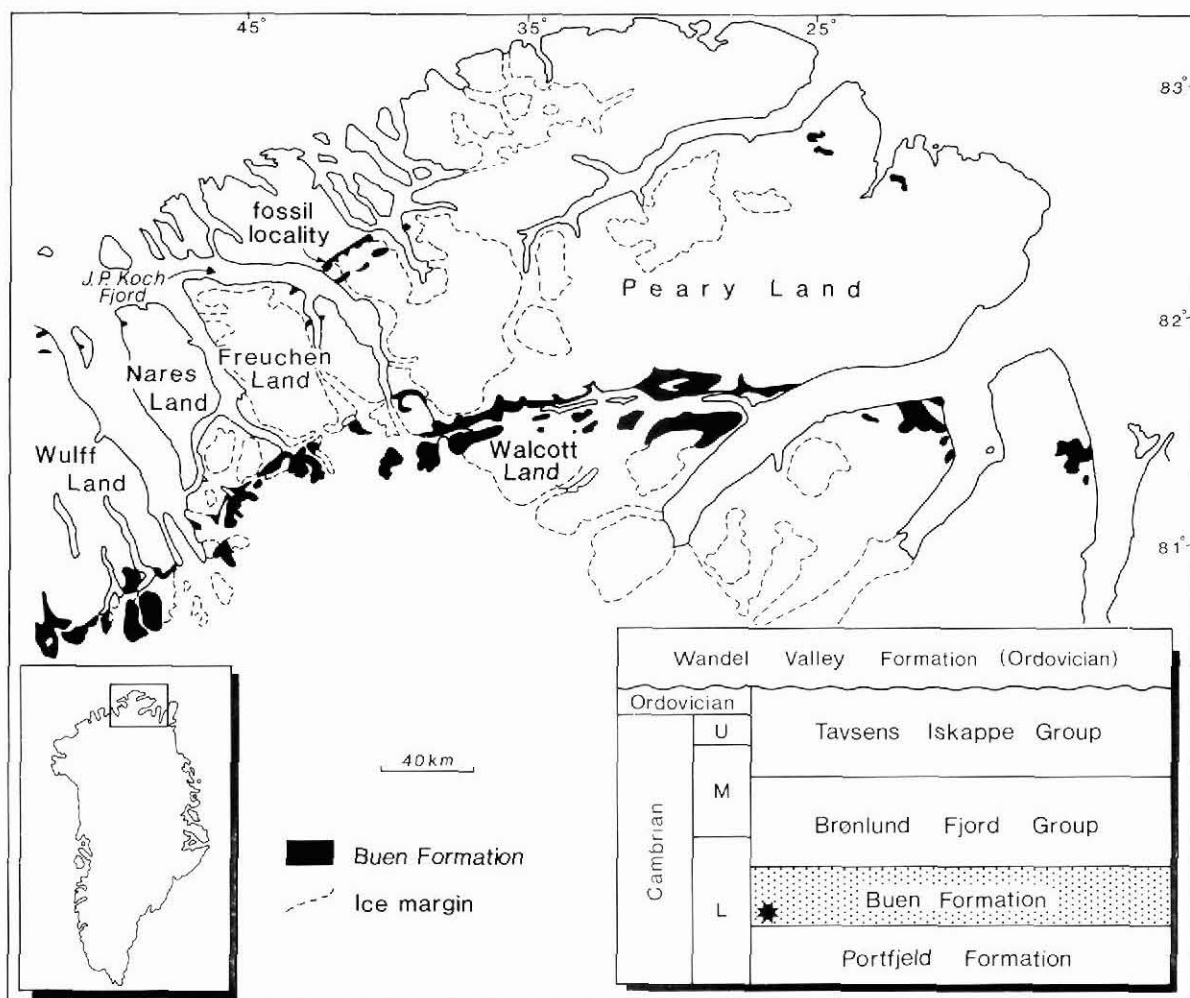 45°
35°
25°
83°
fossil
locality
J.P. Koch
Fjord
Peary Land
82°
Freuchen
Land
Nares
Land
Walcott
Land
Wulff
Land
81°
40 km
Buen Formation
Ice margin
Wandel Valley Formation (Ordovician)
Ordovician
U
Tavsens Iskappe Group
M
Cambrian
Brønlund Fjord Group
L
Buen Formation
Portfjeld Formation